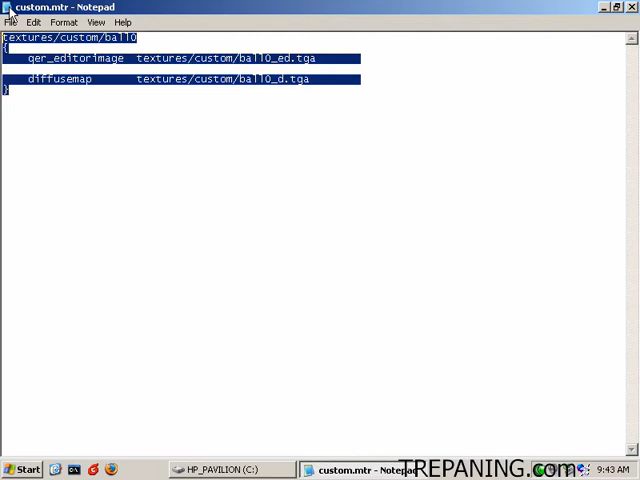 custom.mtr - Notepad
File Edit Format View Help
textures/custom/ball0
{
qer_editorimage textures/custom/ball0_ed.tga
diffusemap textures/custom/ball0_d.tga
}
Start HP_PAVILION (C:) custom.mtr - Notepad 9:43 AM
TREPANING.com